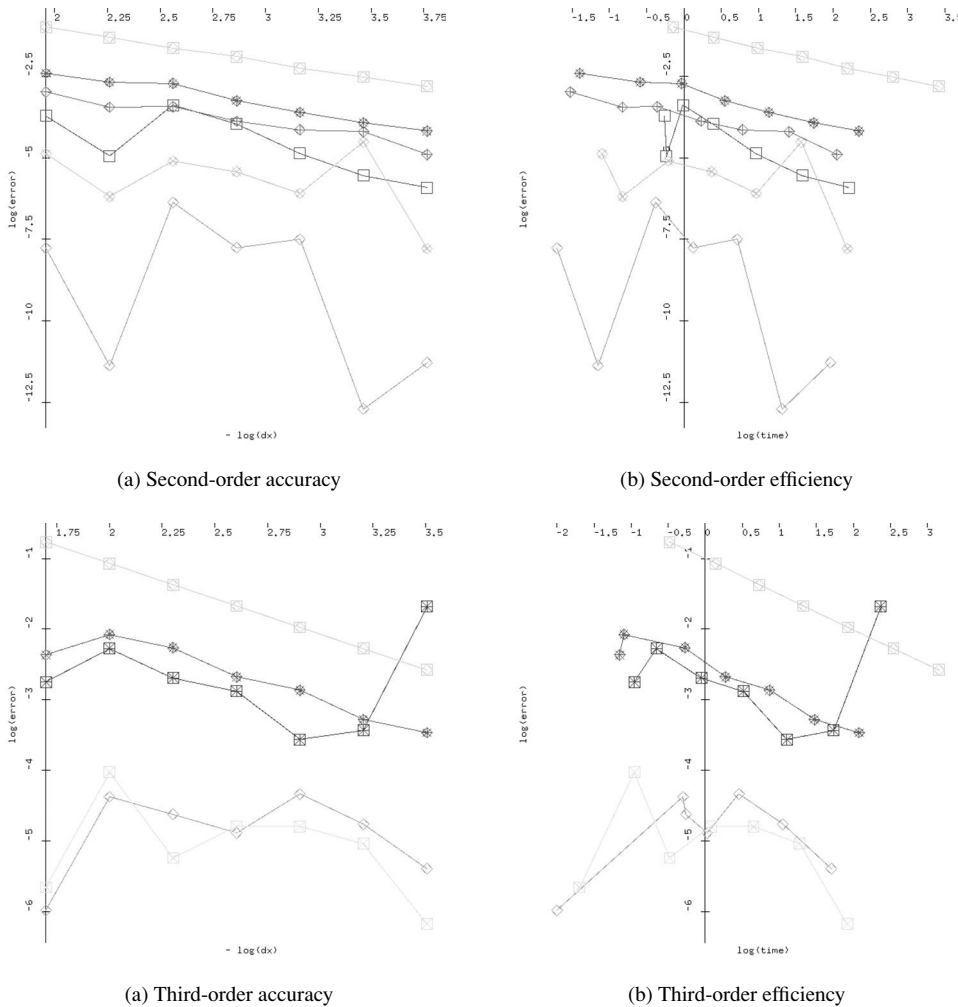 2 2.25 2.5 2.75 3 3.25 3.5 3.75
-2.5
-5
-7.5
-10
-12.5
log(error)
- log(dx)
-1.5 -1 -0.5 0 0.5 1 1.5 2 2.5 3 3.5
-2.5
-5
-7.5
-10
-12.5
log(error)
log(time)
(a) Second-order accuracy
(b) Second-order efficiency
1.75 2 2.25 2.5 2.75 3 3.25 3.5
-1
-2
-3
-4
-5
-6
log(error)
- log(dx)
-2 -1.5 -1 -0.5 0 0.5 1 1.5 2 2.5 3
-1
-2
-3
-4
-5
-6
log(error)
log(time)
(a) Third-order accuracy
(b) Third-order efficiency